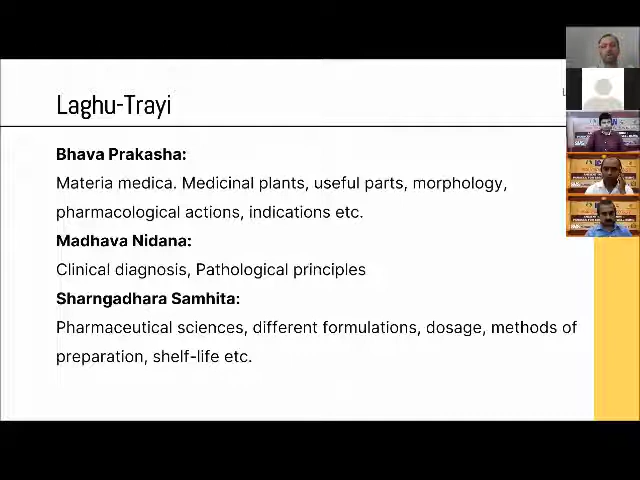 Laghu-Trayi
Bhava Prakasha:
Materia medica. Medicinal plants, useful parts, morphology,
pharmacological actions, indications etc.
Madhava Nidana:
Clinical diagnosis, Pathological principles
Sharngadhara Samhita:
Pharmaceutical sciences, different formulations, dosage, methods of
preparation, shelf-life etc.